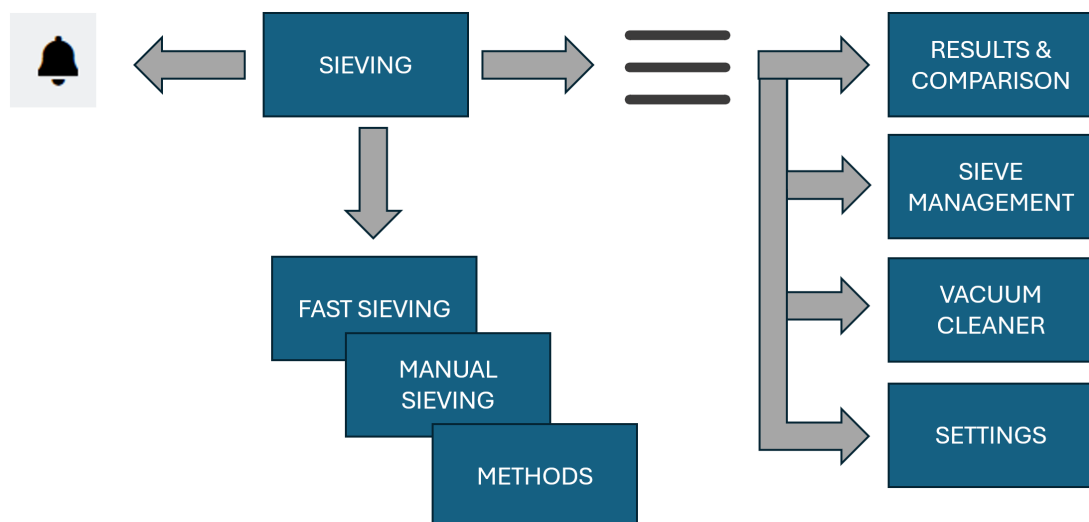 SIEVING
RESULTS &
COMPARISON
SIEVE
MANAGEMENT
VACUUM
CLEANER
SETTINGS
FAST SIEVING
MANUAL
SIEVING
METHODS